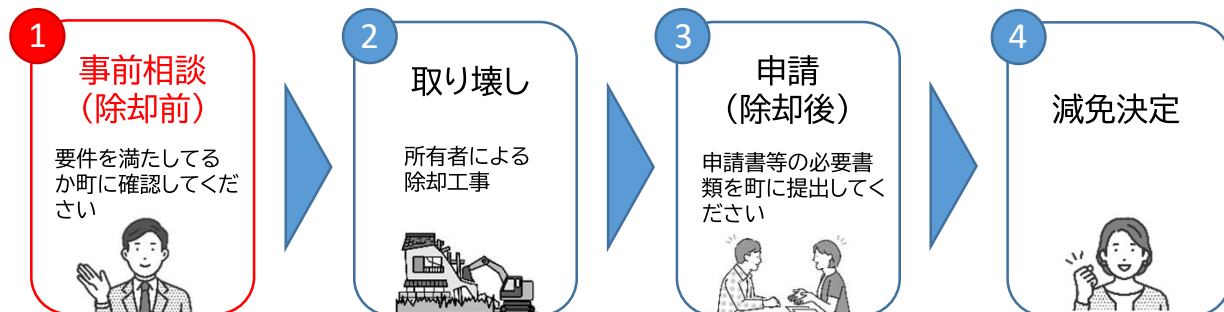 1
事前相談
（除却前）
要件を満たしてる
か町に確認してくだ
さい
2
取り壊し
所有者による
除却工事
3
申請
（除却後）
申請書等の必要書
類を町に提出してく
ださい
4
減免決定